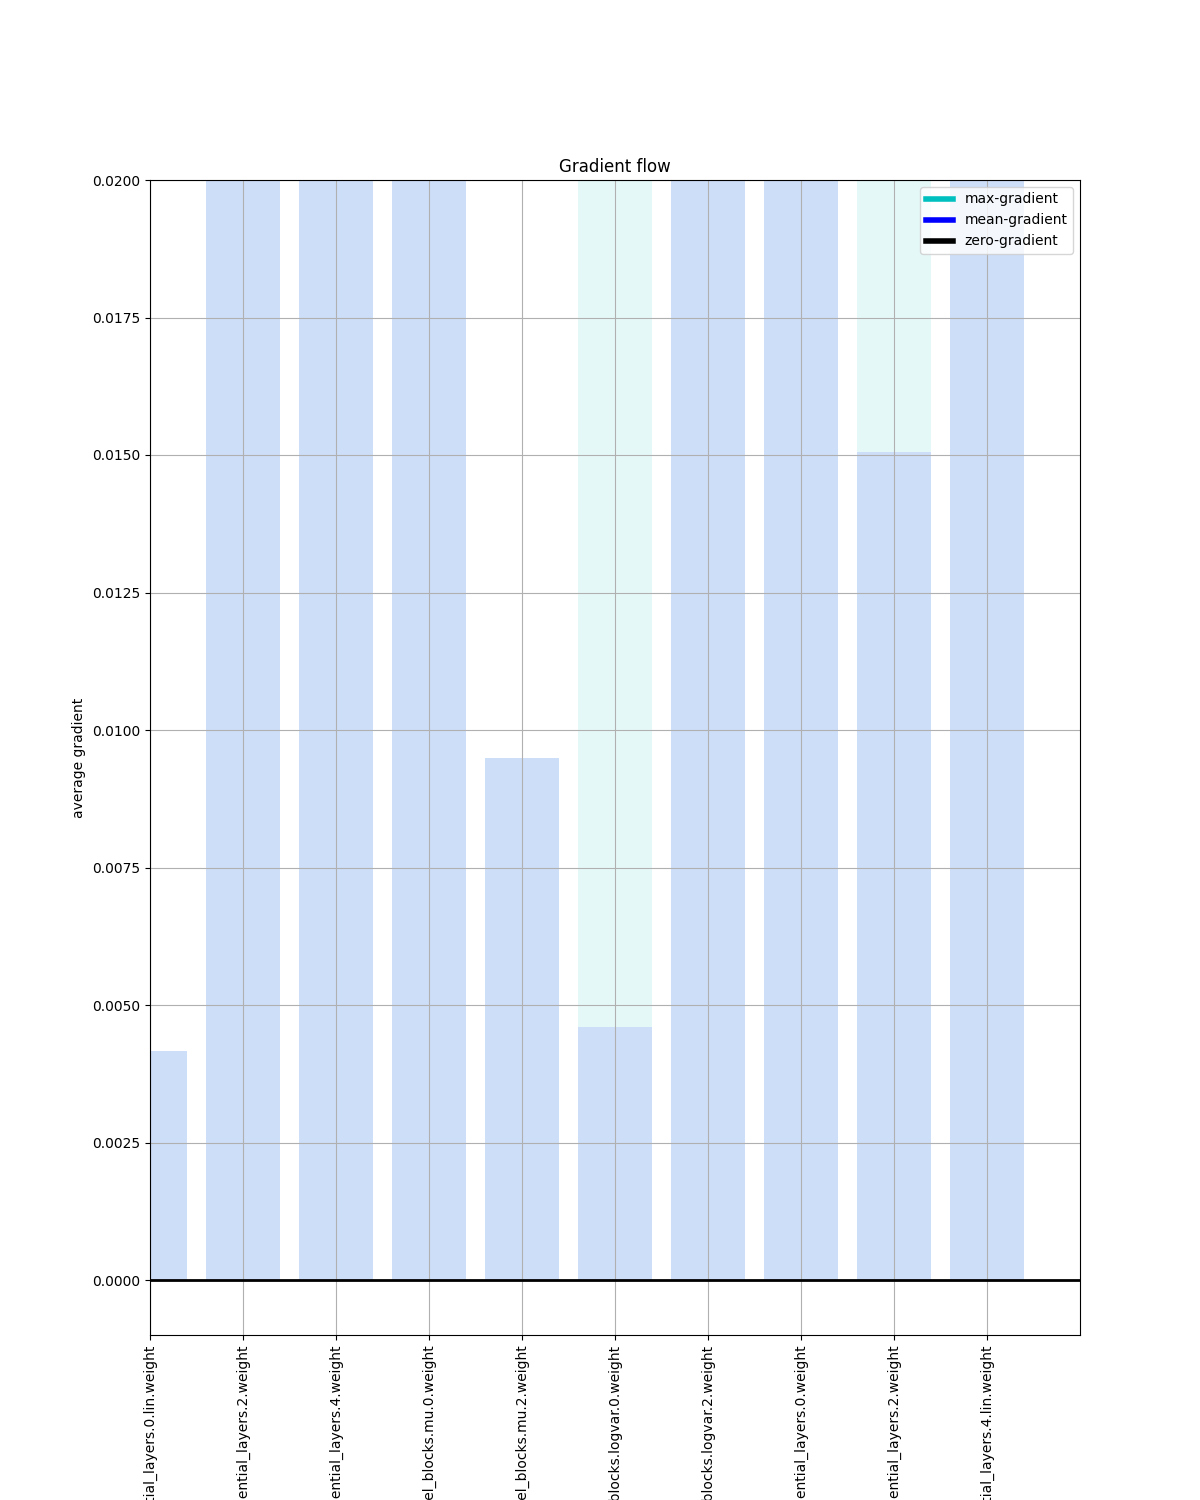 Gradient flow
max-gradient
mean-gradient
zero-gradient
0.0200
0.0175
0.0150
0.0125
0.0100
0.0075
0.0050
0.0025
0.0000
average gradient
tial_layers.0.lin.weight
ential_layers.2.weight
ential_layers.4.weight
el_blocks.mu.0.weight
el_blocks.mu.2.weight
blocks.logvar.0.weight
blocks.logvar.2.weight
ential_layers.0.weight
ential_layers.2.weight
tial_layers.4.lin.weight